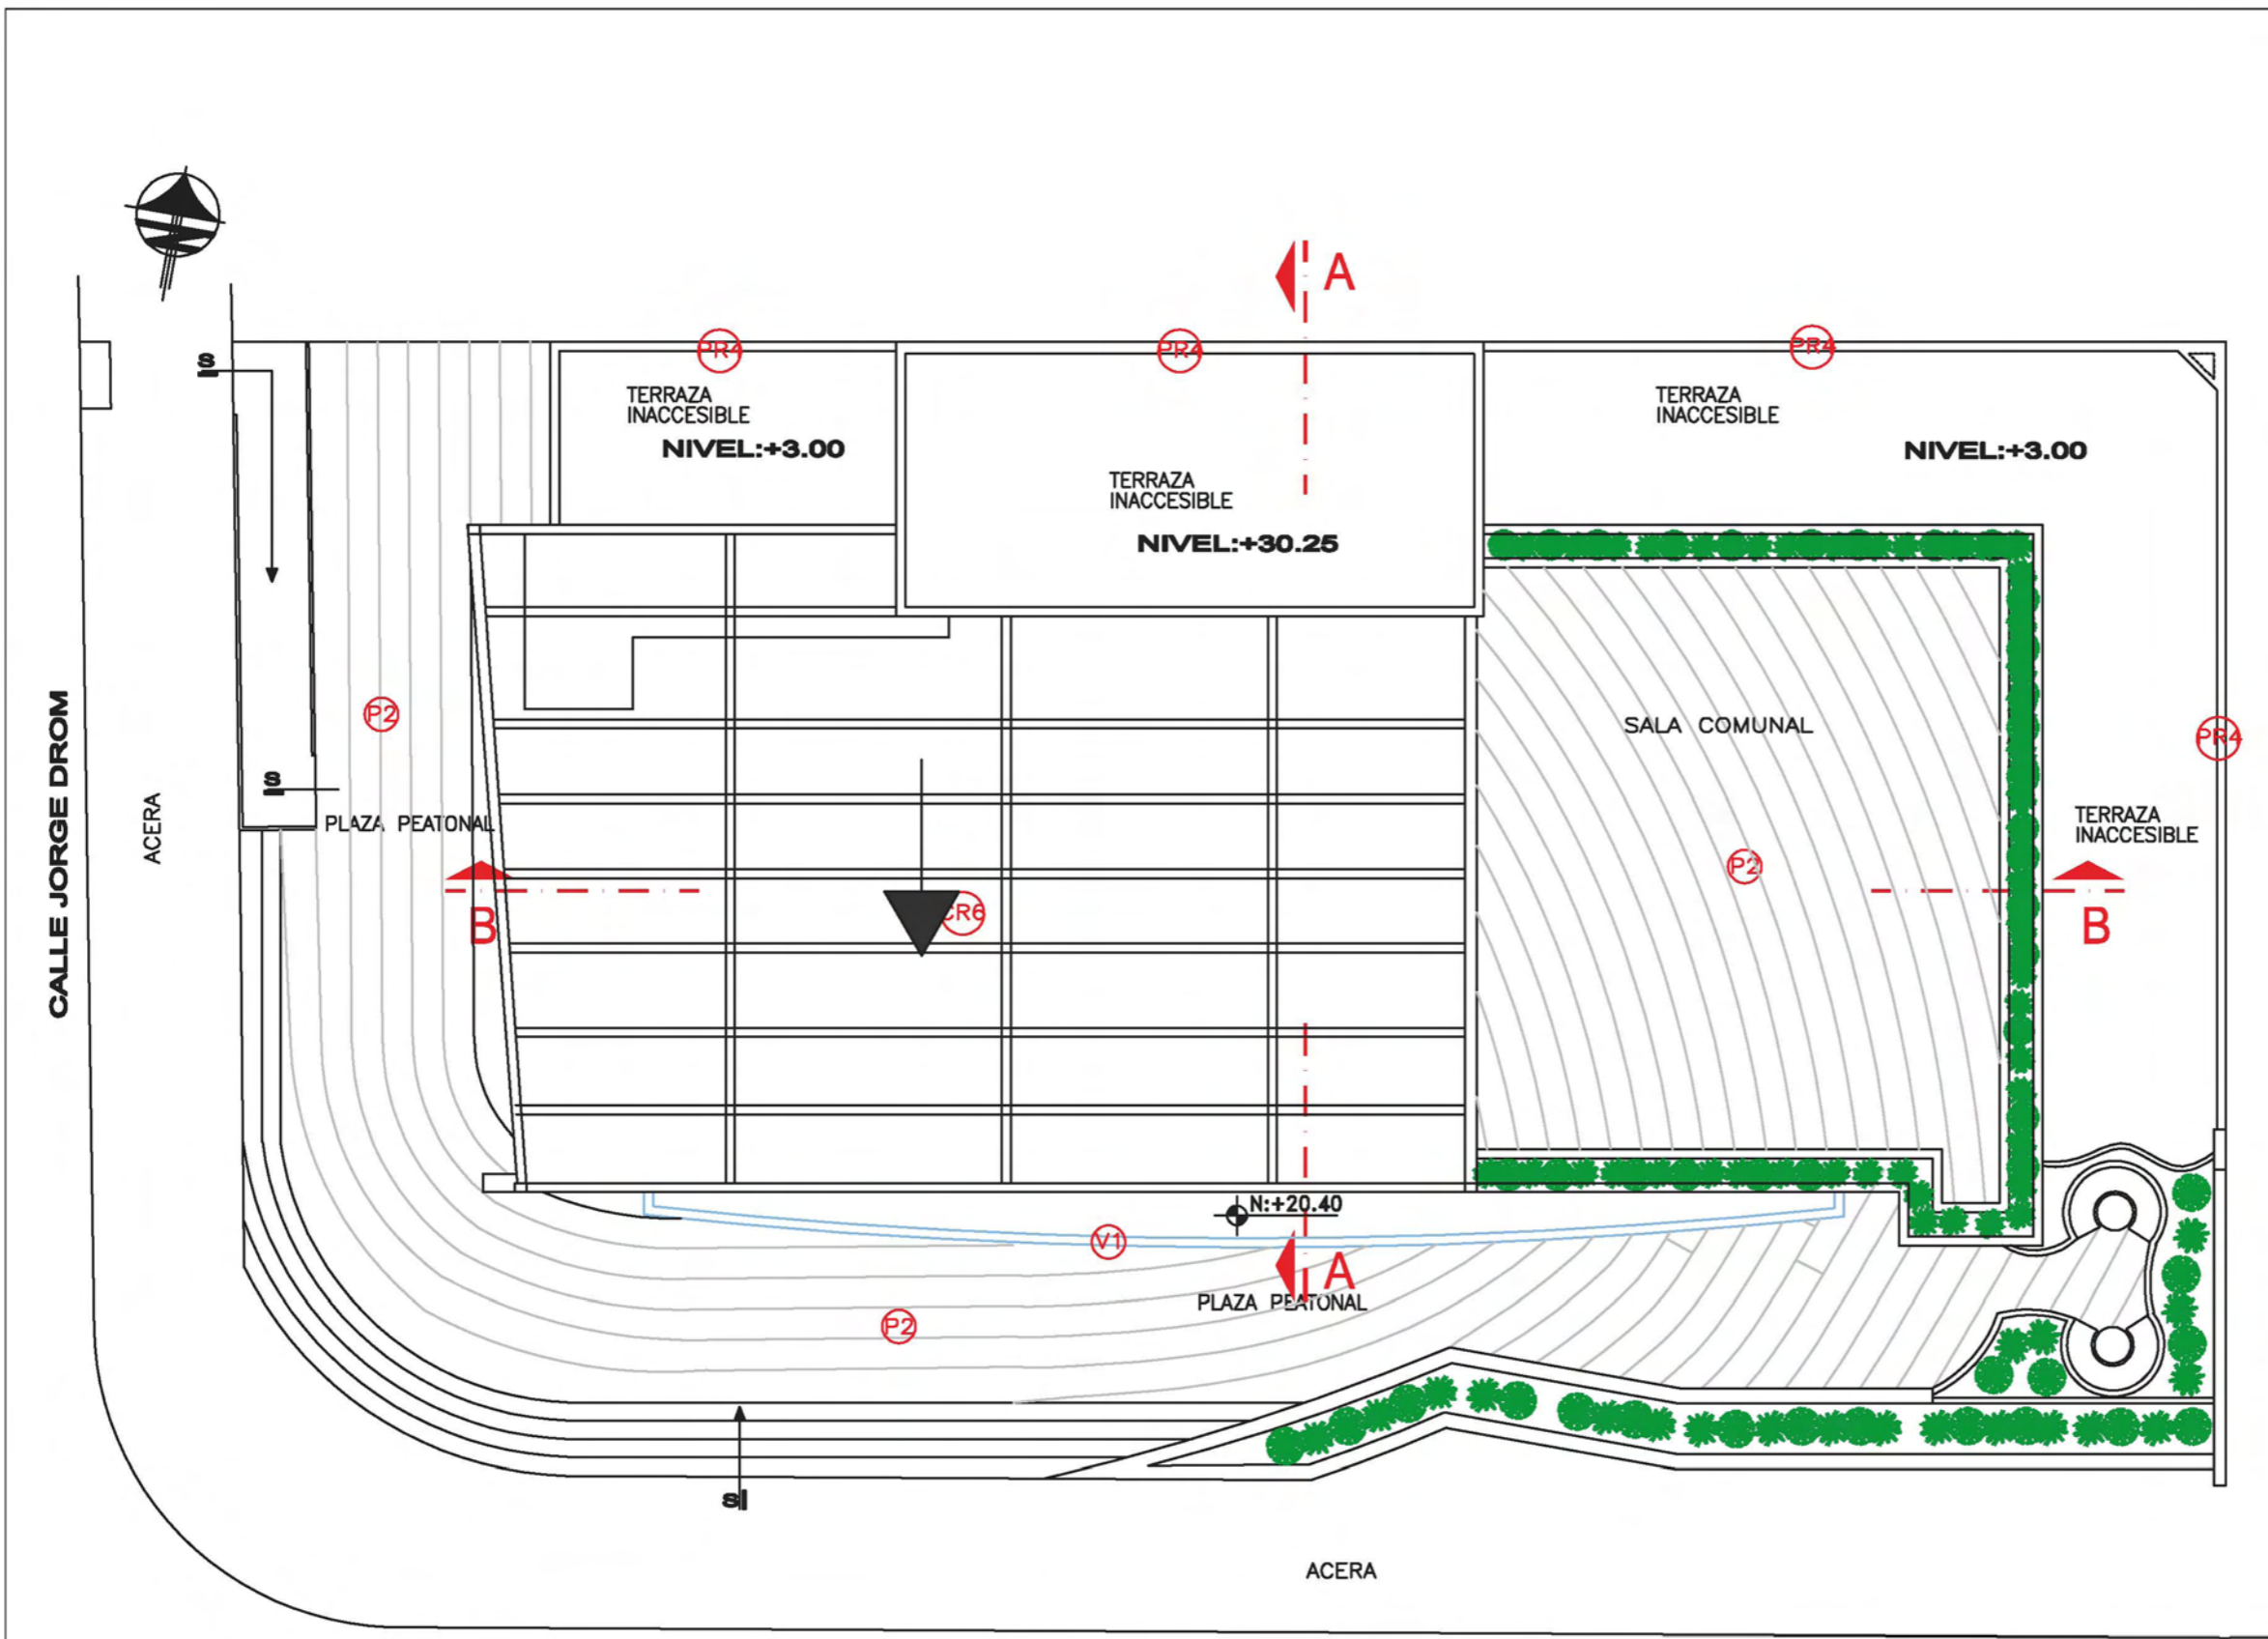 A
S
PR4
PR4
PR4
TERRAZA
INACCESIBLE
NIVEL:+3.00
TERRAZA
INACCESIBLE
NIVEL:+3.00
TERRAZA
INACCESIBLE
NIVEL:+30.25
P2
SALA COMUNAL
PR4
S
PLAZA PEATONAL
CALLE JORGE DROM
ACERA
TERRAZA
INACCESIBLE
P2
B
CR6
B
N:+20.40
V1
A
PLAZA PEATONAL
P2
s
ACERA